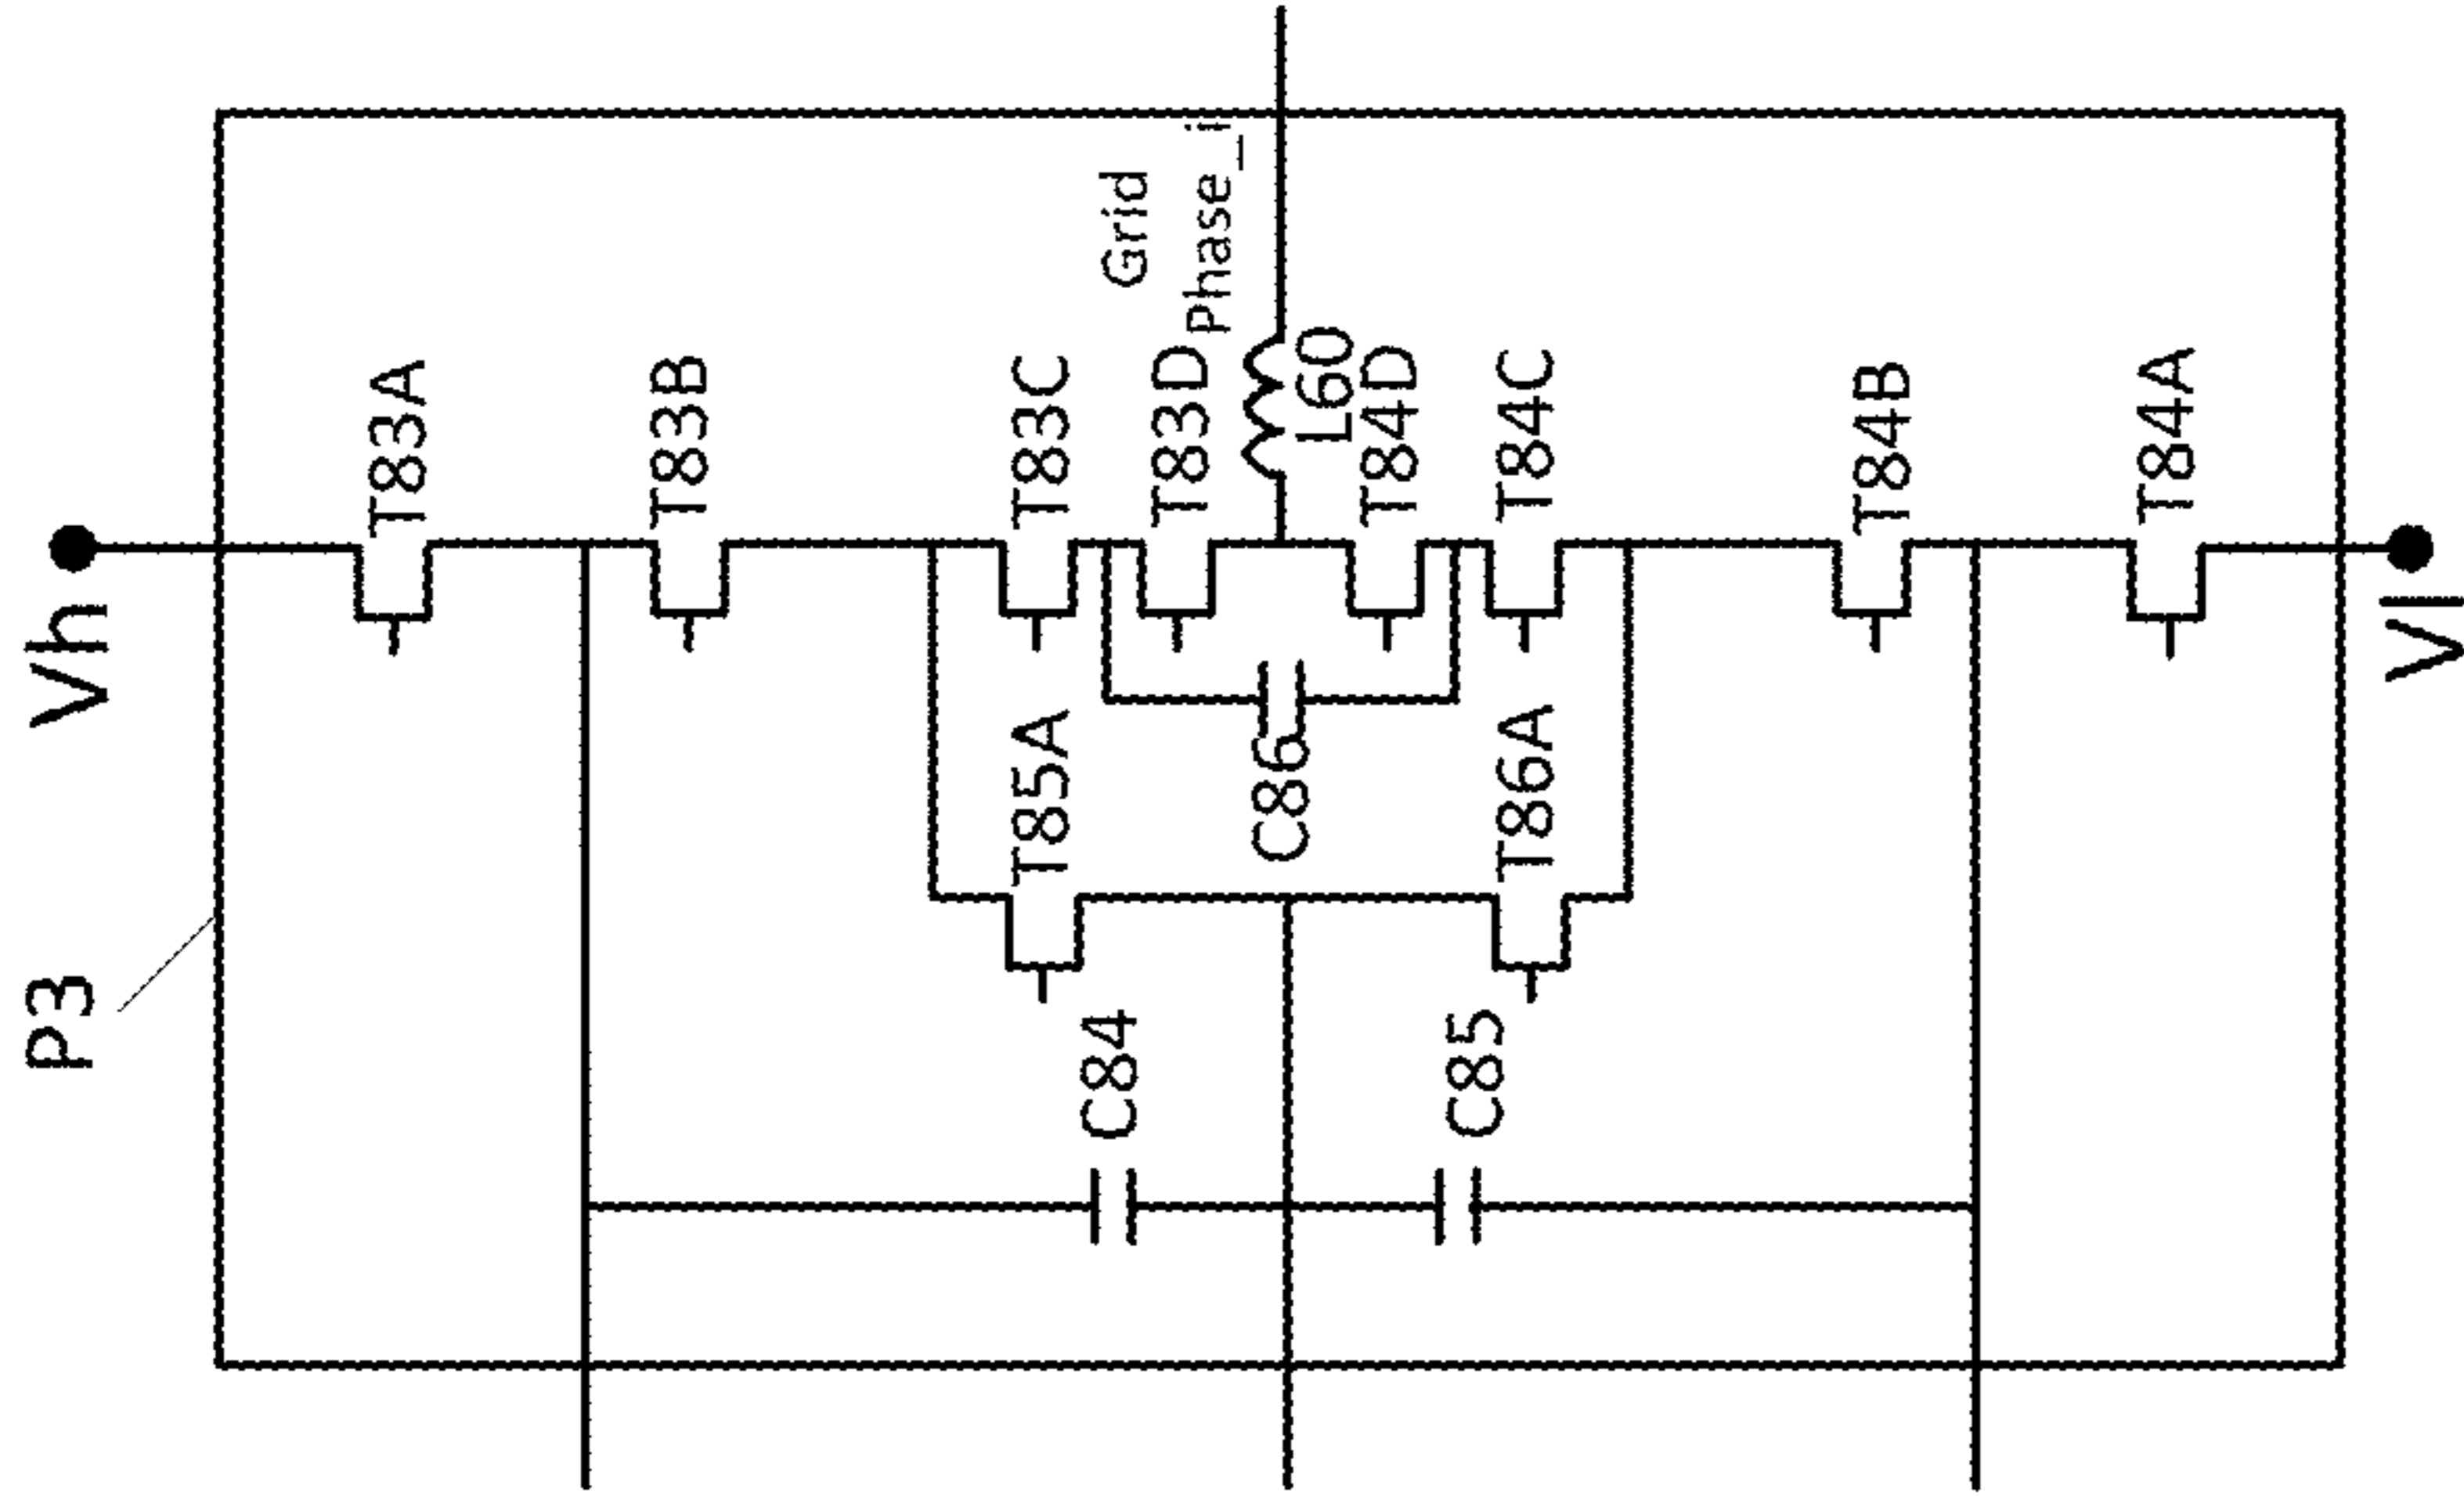 P3
Vh
T83A
T83B
T83C
T83D
Grid
phase_i
L60
T84D
T84C
T84B
T84A
T85A
C86
T86A
C84
C85
Vl